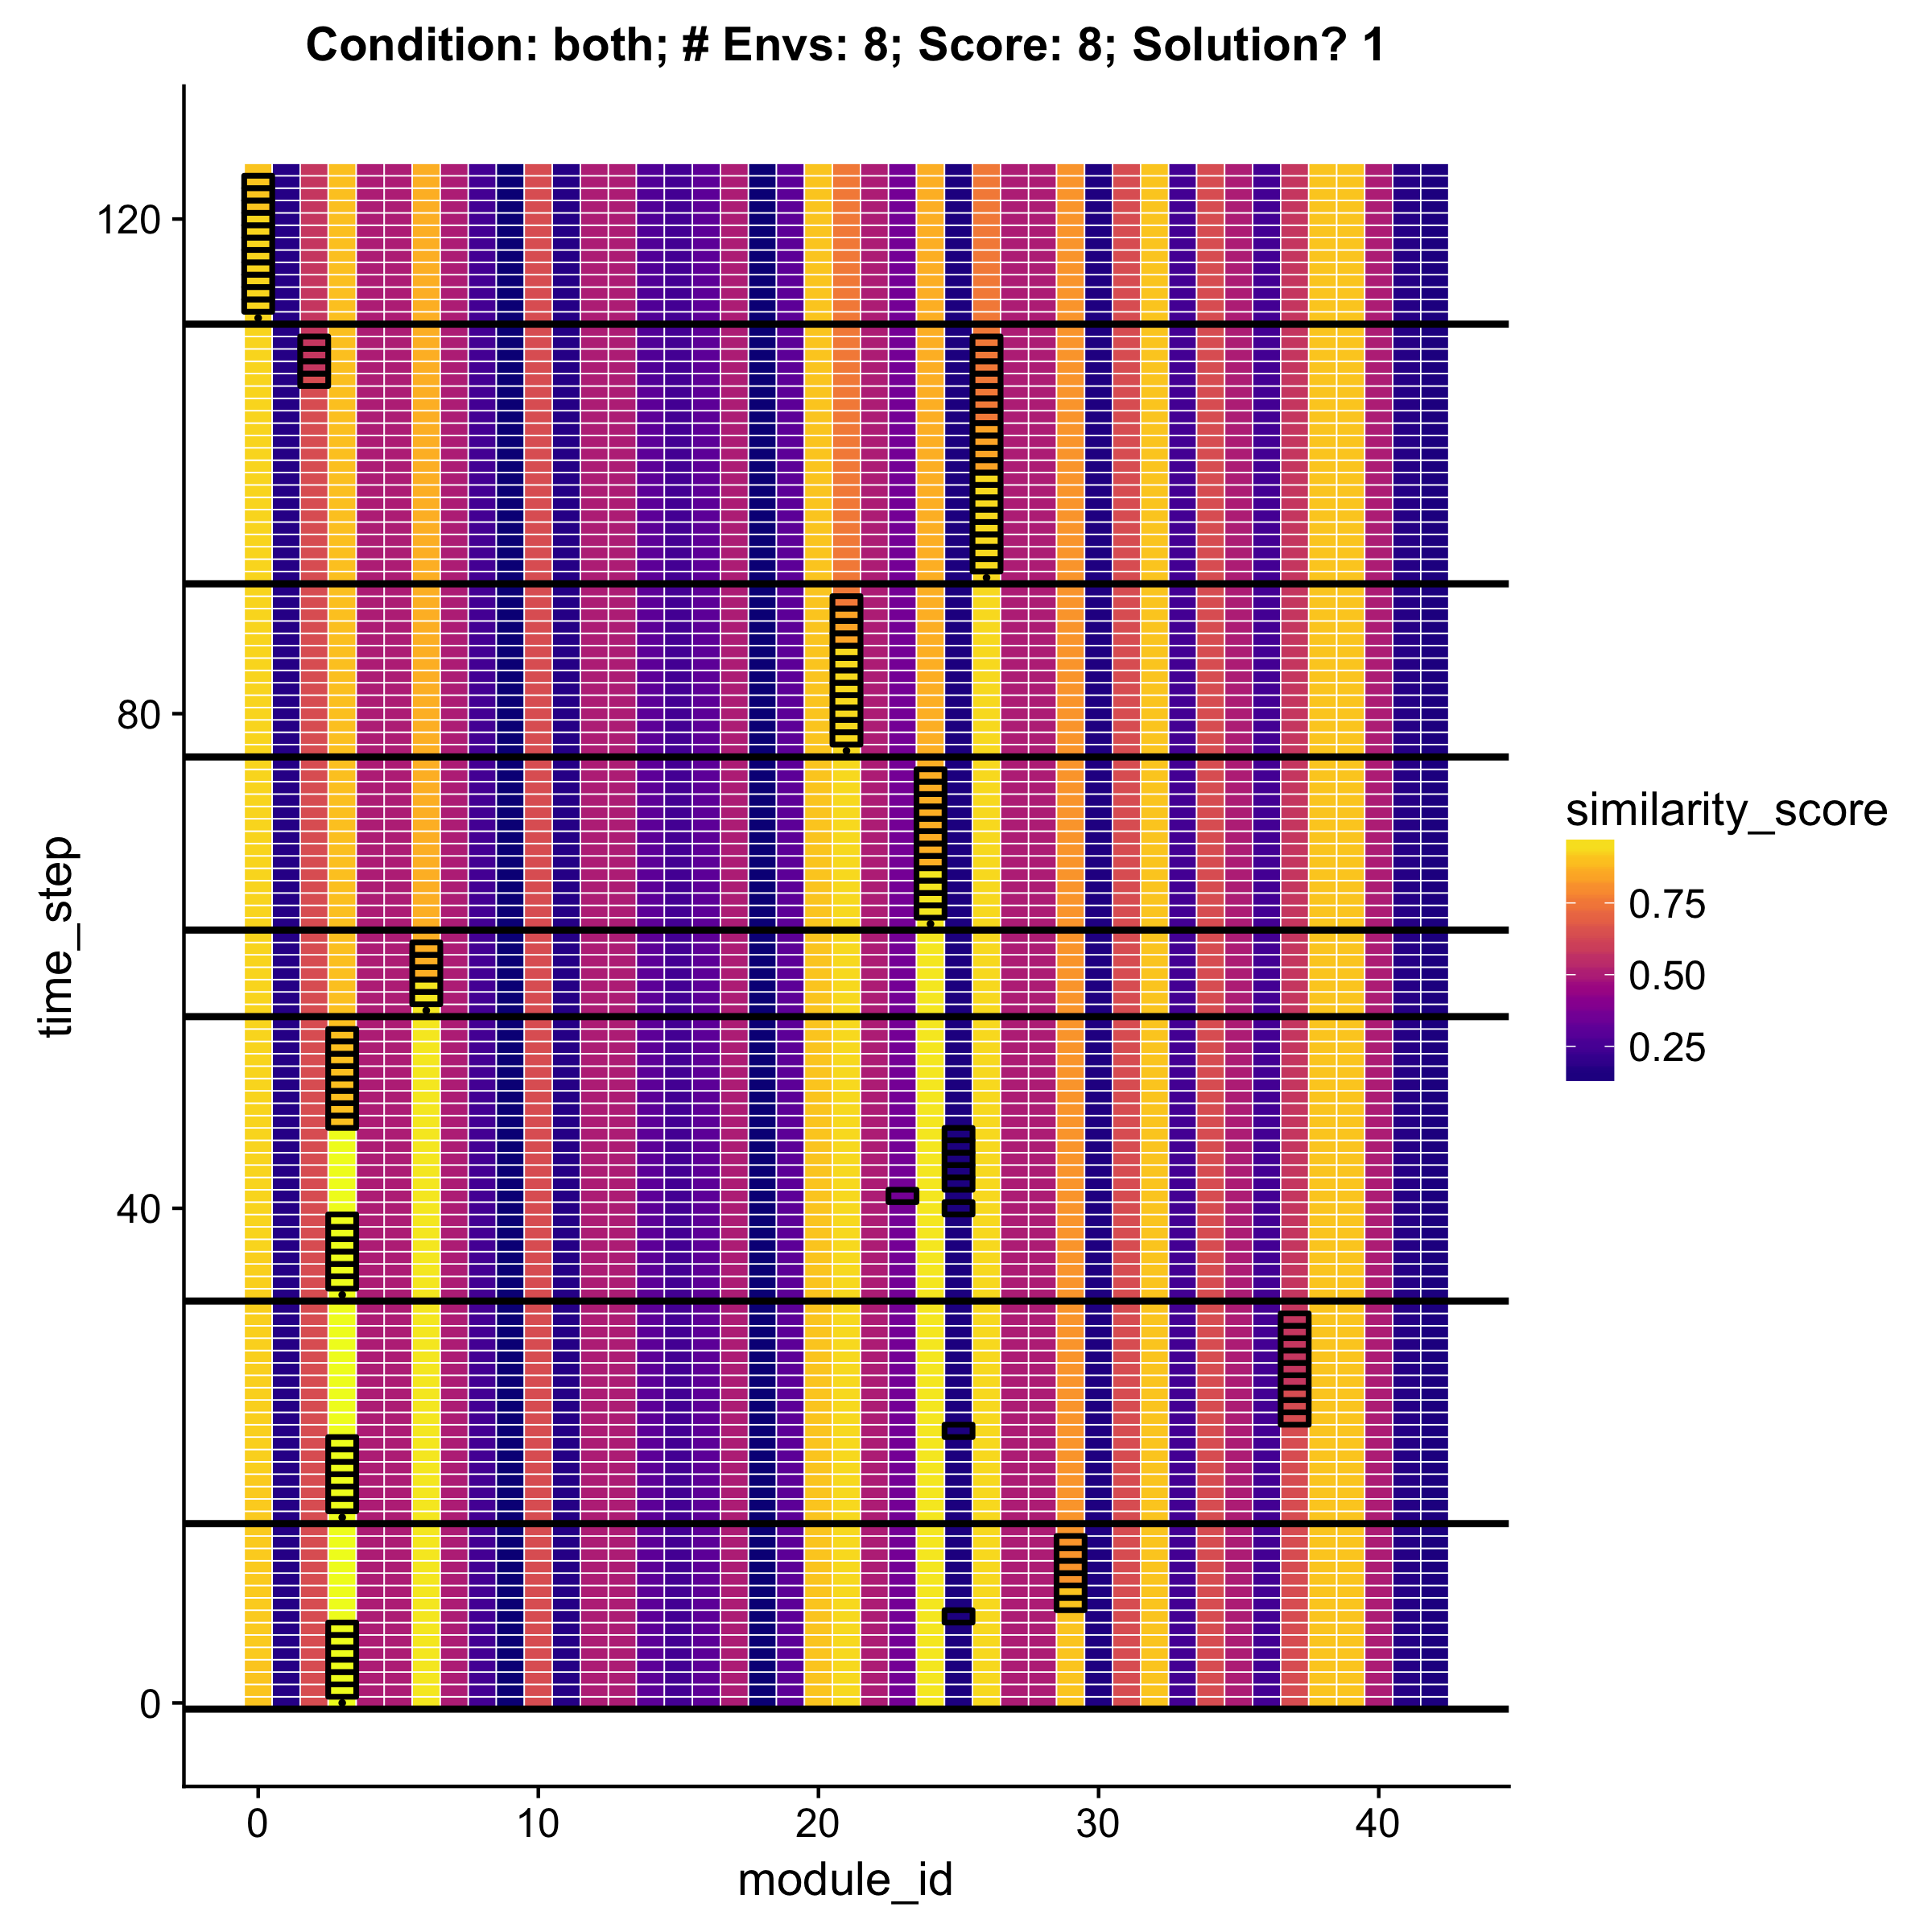 Condition: both; # Envs: 8; Score: 8; Solution? 1
120
80
40
0
time_step
0 10 20 30 40
module_id
similarity_score
0.75
0.50
0.25